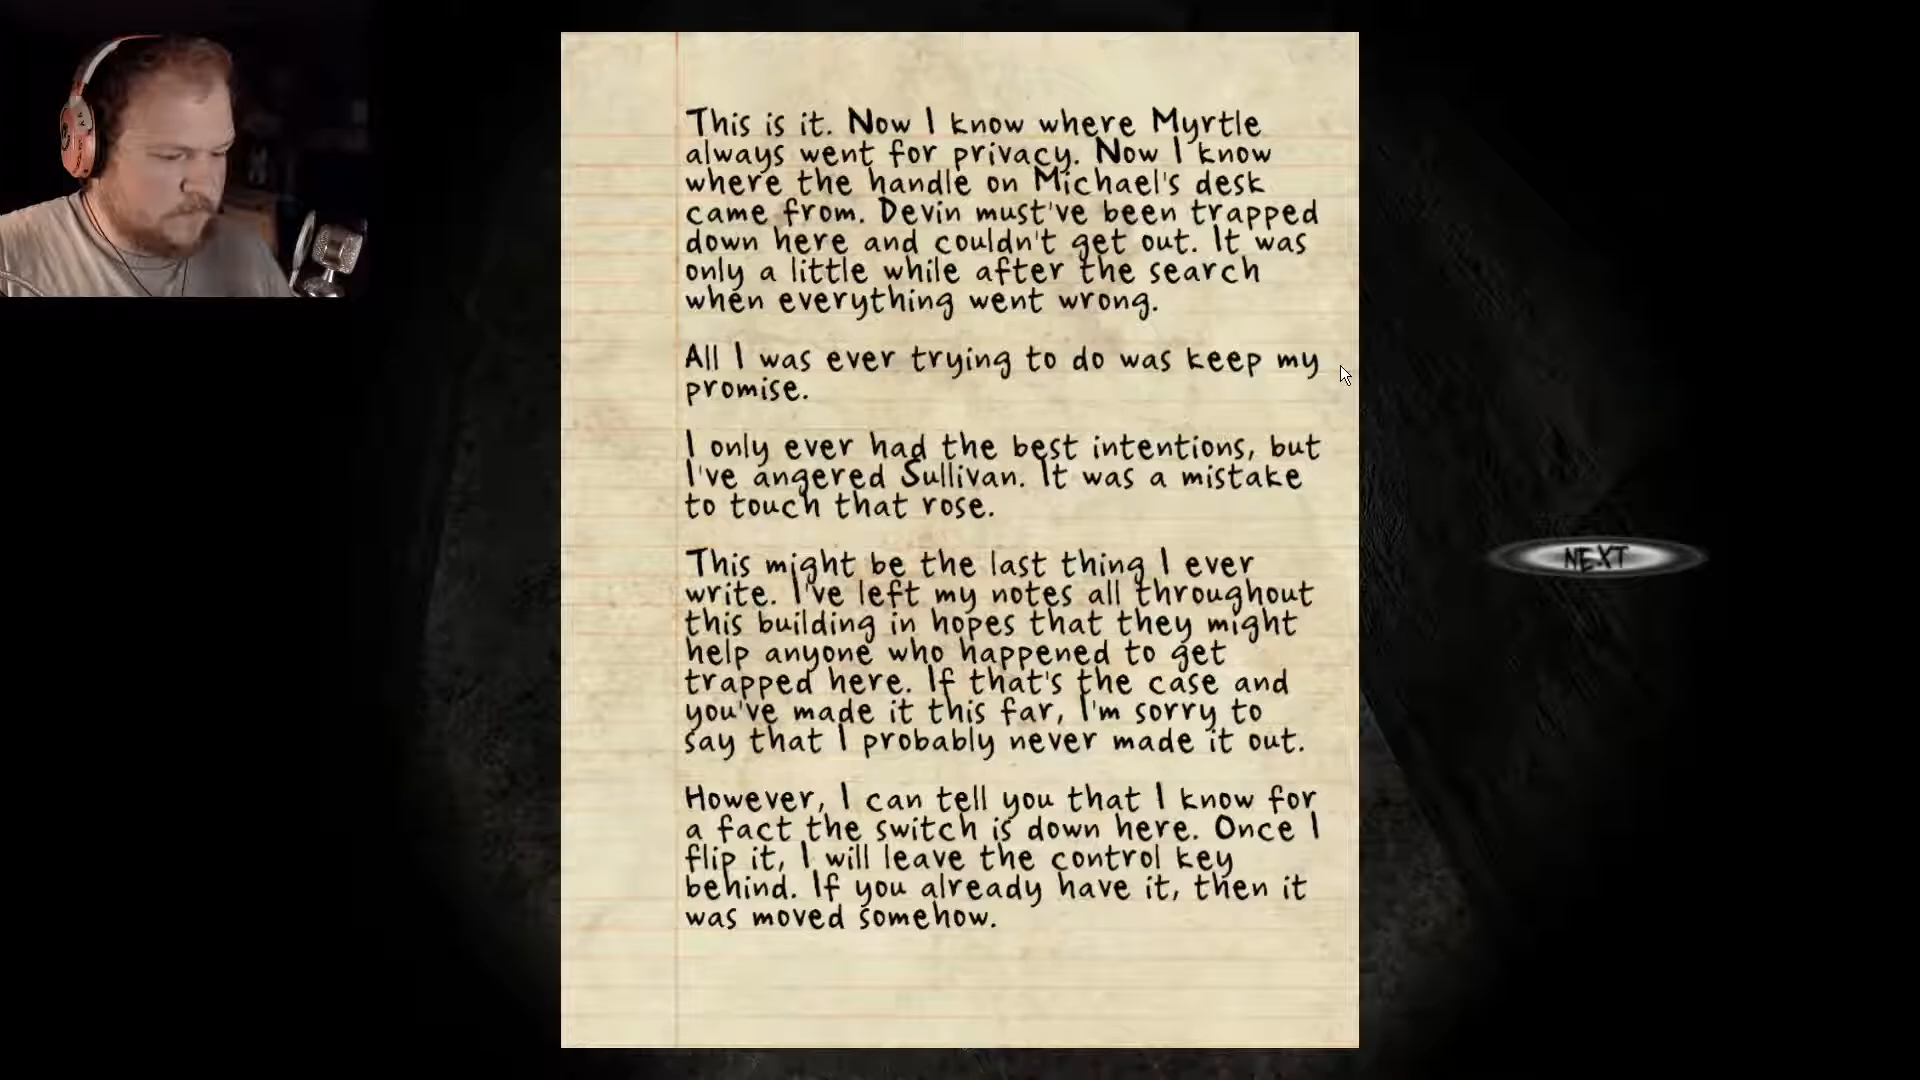 This is it. Now I know where Myrtle
always went for privacy. Now I know
where the handle on Michael's desk
came from. Devin must've been trapped
down here and couldn't get out. It was
only a little while after the search
when everything went wrong.
All I was ever trying to do was keep my
promise.
I only ever had the best intentions, but
I've angered Sullivan. It was a mistake
to touch that rose.
This might be the last thing I ever
write. I've left my notes all throughout
this building in hopes that they might
help anyone who happened to get
trapped here. If that's the case and
you've made it this far, I'm sorry to
say that I probably never made it out.
However, I can tell you that I know for
a fact the switch is down here. Once I
flip it, I will leave the control key
behind. If you already have it, then it
was moved somehow.
NEXT